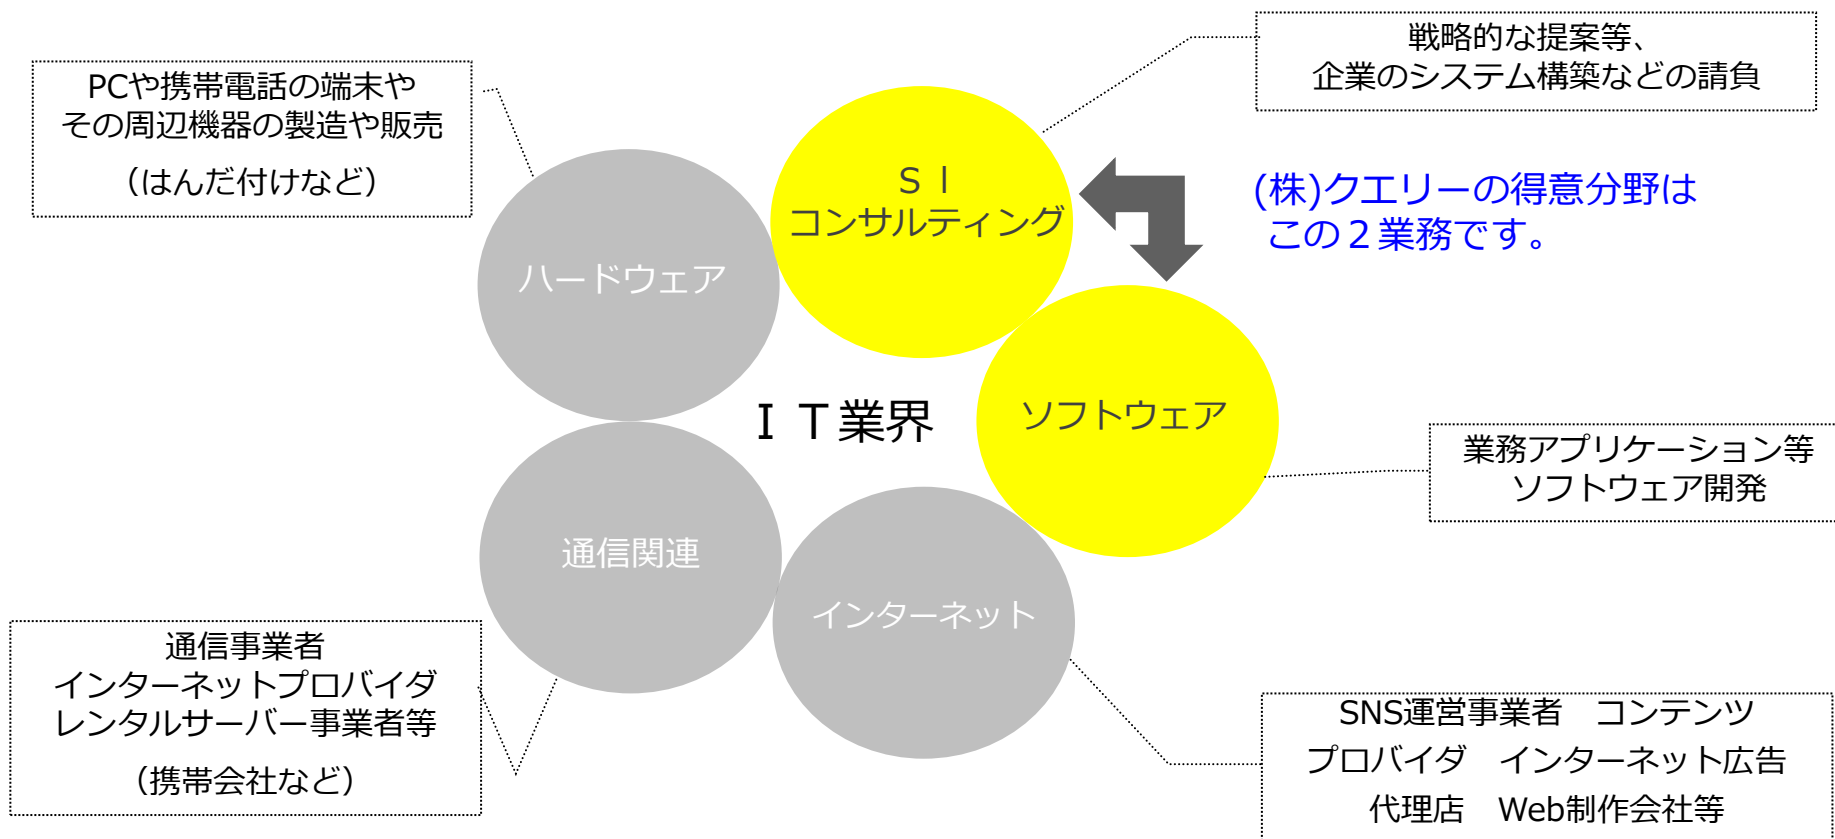 PCや携帯電話の端末や
その周辺機器の製造や販売
（はんだ付けなど）
戦略的な提案等、
企業のシステム構築などの請負
ＳＩ
コンサルティング
(株)クエリーの得意分野は
この２業務です。
ハードウェア
ＩＴ業界
ソフトウェア
業務アプリケーション等
ソフトウェア開発
通信関連
インターネット
通信事業者
インターネットプロバイダ
レンタルサーバー事業者等
（携帯会社など）
SNS運営事業者　コンテンツ
プロバイダ　インターネット広告
代理店　Web制作会社等